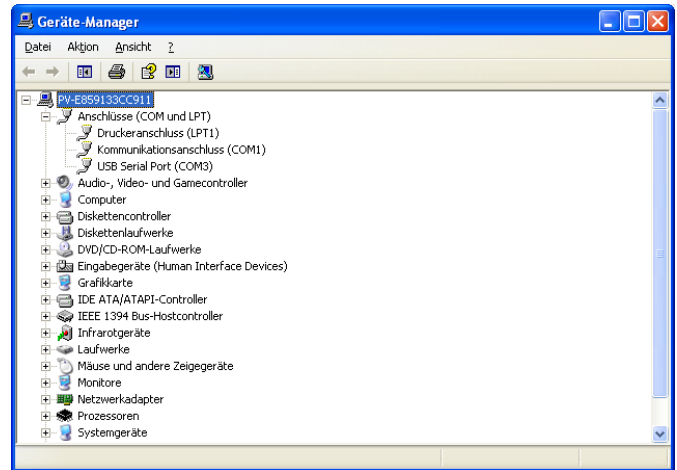 Geräte-Manager
Datei Aktion Ansicht ?
PV-E859133CC911
Anschlüsse (COM und LPT)
Druckeranschluss (LPT1)
Kommunikationsanschluss (COM1)
USB Serial Port (COM3)
Audio-, Video- und Gamecontroller
Computer
Diskettencontroller
Diskettenlaufwerke
DVD/CD-ROM-Laufwerke
Eingabegeräte (Human Interface Devices)
Grafikkarte
IDE ATA/ATAPI-Controller
IEEE 1394 Bus-Hostcontroller
Infrarotgeräte
Laufwerke
Mäuse und andere Zeigegeräte
Monitore
Netzwerkadapter
Prozessoren
Systemgeräte